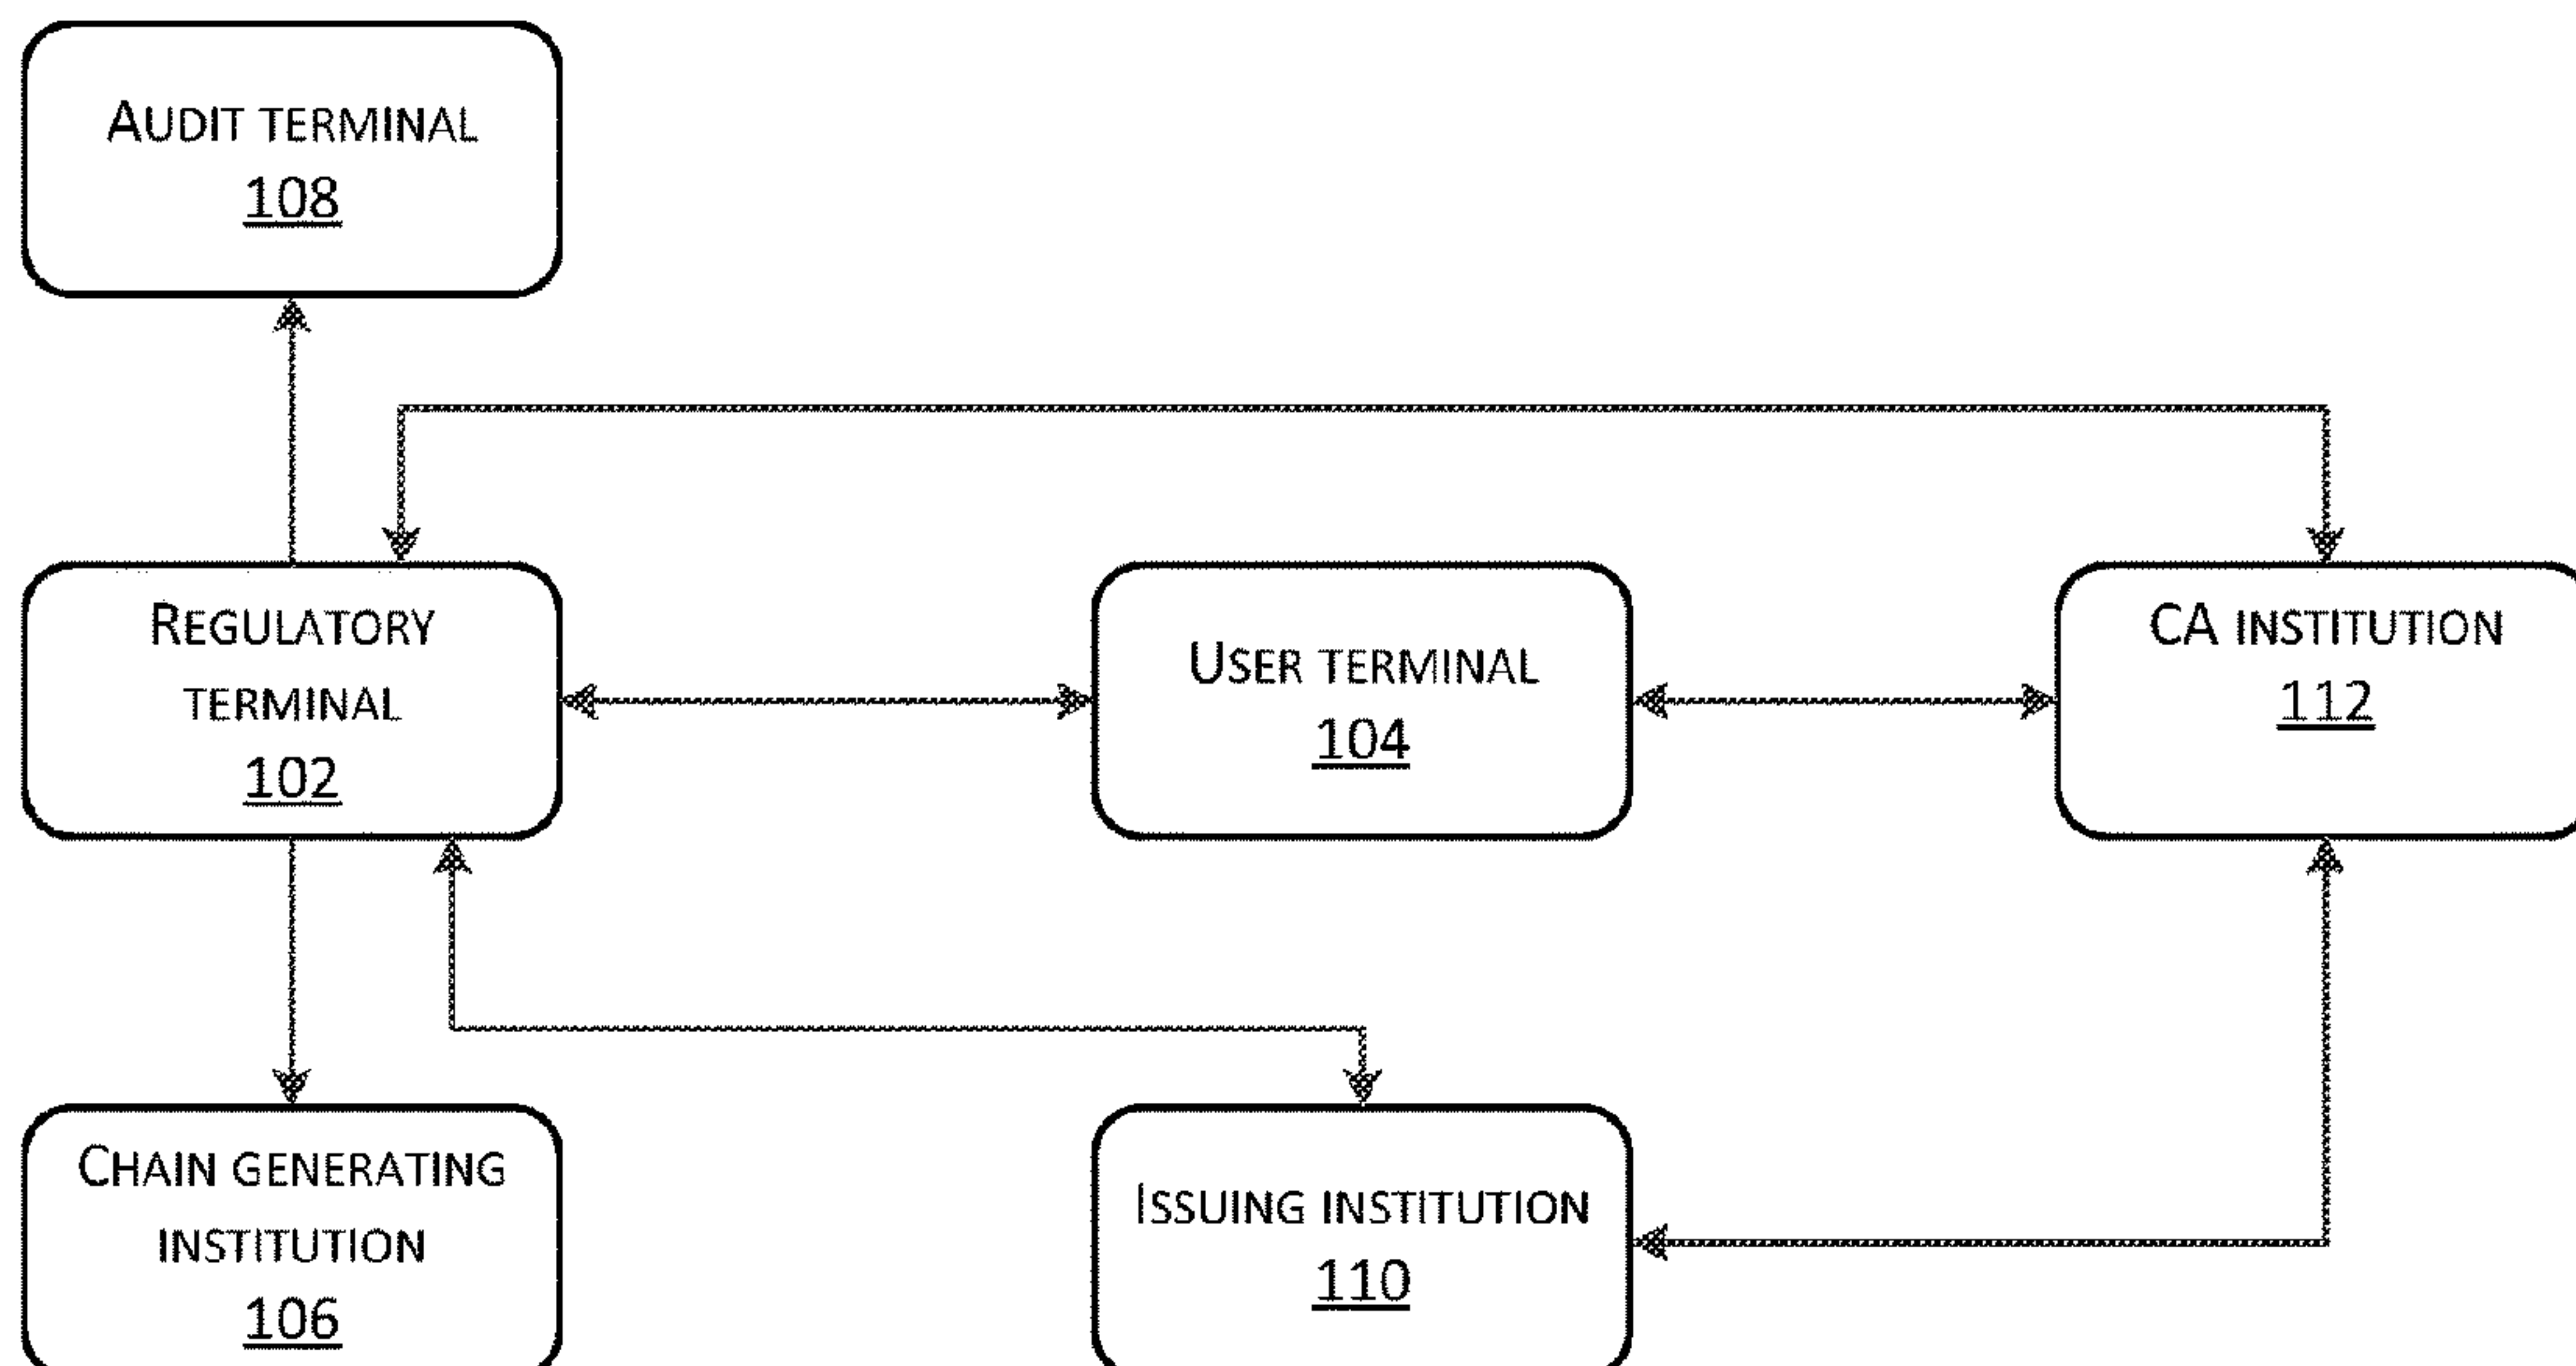 AUDIT TERMINAL
108
REGULATORY
TERMINAL
102
USER TERMINAL
104
CA INSTITUTION
112
CHAIN GENERATING
INSTITUTION
106
ISSUING INSTITUTION
110